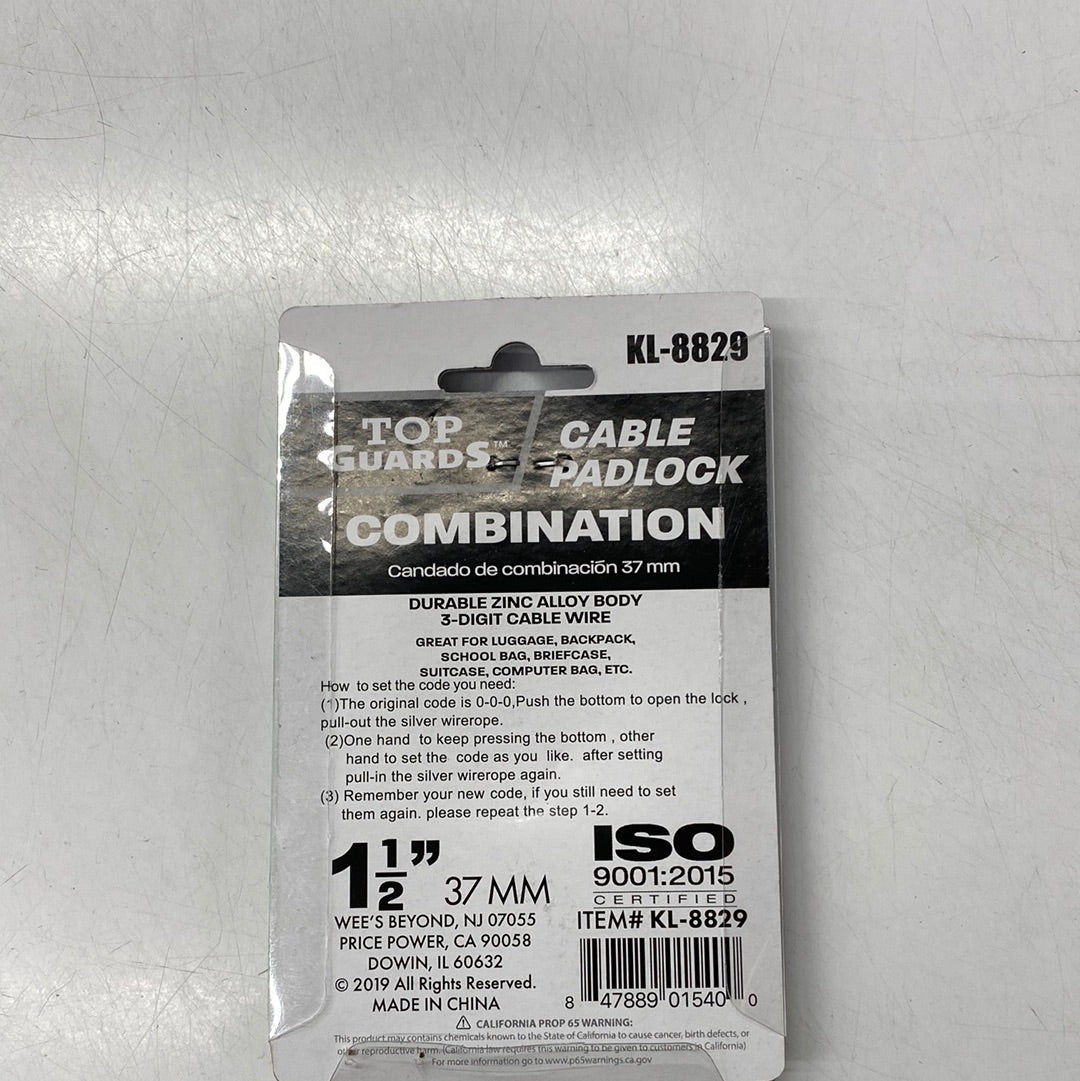 KL-8829
TOP GUARDS™
CABLE PADLOCK
COMBINATION
Candado de combinación 37 mm
DURABLE ZINC ALLOY BODY
3-DIGIT CABLE WIRE
GREAT FOR LUGGAGE, BACKPACK,
SCHOOL BAG, BRIEFCASE,
SUITCASE, COMPUTER BAG, ETC.
How to set the code you need:
(1)The original code is 0-0-0,Push the bottom to open the lock ,
pull-out the silver wirerope.
(2)One hand to keep pressing the bottom , other
hand to set the code as you like. after setting
pull-in the silver wirerope again.
(3) Remember your new code, if you still need to set
them again. please repeat the step 1-2.
1 1/2” 37 MM
WEE'S BEYOND, NJ 07055
PRICE POWER, CA 90058
DOWIN, IL 60632
© 2019 All Rights Reserved.
MADE IN CHINA
ISO
9001:2015
CERTIFIED
ITEM# KL-8829
8 47889 01540 0
⚠ CALIFORNIA PROP 65 WARNING:
This product may contains chemicals known to the State of California to cause cancer, birth defects, or
other reproductive harm. (California law requires this warning to be given to customers in California)
For more information go to www.p65warnings.ca.gov